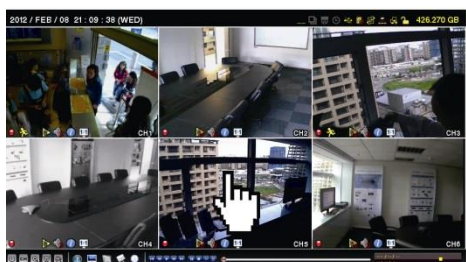 2012 / FEB / 08 21 : 09 : 38 (WED)
426.270 GB
CH1
CH2
CH3
CH4
CH5
CH6